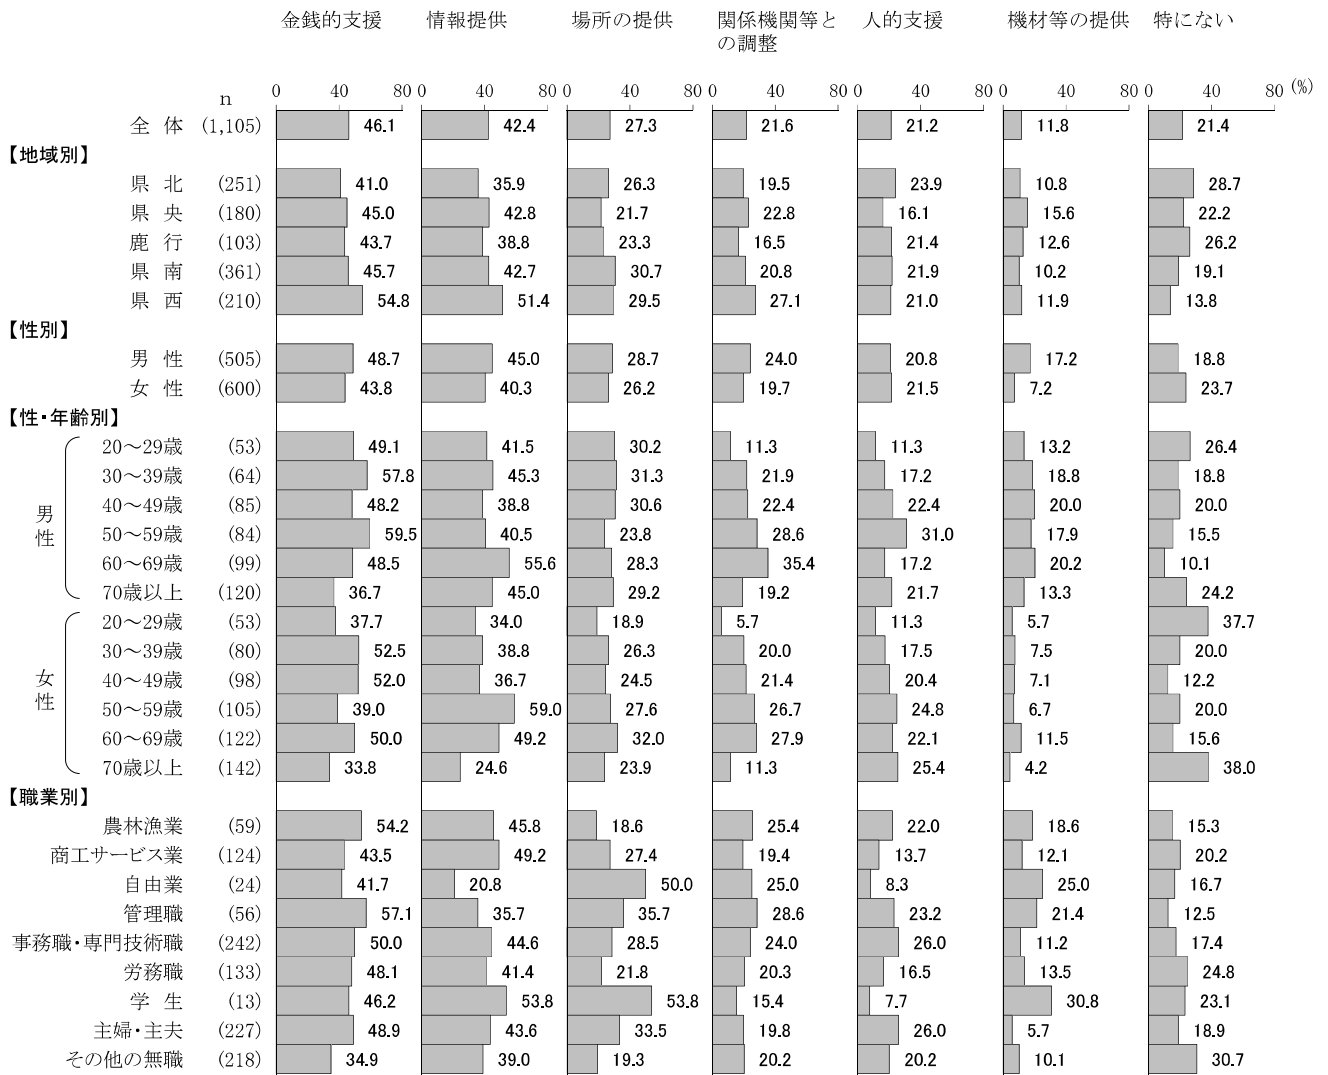 金銭的支援 情報提供 場所の提供 関係機関等と 人的支援 機材等の提供 特にない
の調整
n 0 40 80 0 40 80 0 40 80 0 40 80 0 40 80 0 40 80 0 40 80 (%)
全 体 (1,105) 46.1 42.4 27.3 21.6 21.2 11.8 21.4
【地域別】
県 北 (251) 41.0 35.9 26.3 19.5 23.9 10.8 28.7
県 央 (180) 45.0 42.8 21.7 22.8 16.1 15.6 22.2
鹿 行 (103) 43.7 38.8 23.3 16.5 21.4 12.6 26.2
県 南 (361) 45.7 42.7 30.7 20.8 21.9 10.2 19.1
県 西 (210) 54.8 51.4 29.5 27.1 21.0 11.9 13.8
【性別】
男 性 (505) 48.7 45.0 28.7 24.0 20.8 17.2 18.8
女 性 (600) 43.8 40.3 26.2 19.7 21.5 7.2 23.7
【性・年齢別】
男性
20～29歳 (53) 49.1 41.5 30.2 11.3 11.3 13.2 26.4
30～39歳 (64) 57.8 45.3 31.3 21.9 17.2 18.8 18.8
40～49歳 (85) 48.2 38.8 30.6 22.4 22.4 20.0 20.0
50～59歳 (84) 59.5 40.5 23.8 28.6 31.0 17.9 15.5
60～69歳 (99) 48.5 55.6 28.3 35.4 17.2 20.2 10.1
70歳以上 (120) 36.7 45.0 29.2 19.2 21.7 13.3 24.2
女性
20～29歳 (53) 37.7 34.0 18.9 5.7 11.3 5.7 37.7
30～39歳 (80) 52.5 38.8 26.3 20.0 17.5 7.5 20.0
40～49歳 (98) 52.0 36.7 24.5 21.4 20.4 7.1 12.2
50～59歳 (105) 39.0 59.0 27.6 26.7 24.8 6.7 20.0
60～69歳 (122) 50.0 49.2 32.0 27.9 22.1 11.5 15.6
70歳以上 (142) 33.8 24.6 23.9 11.3 25.4 4.2 38.0
【職業別】
農林漁業 (59) 54.2 45.8 18.6 25.4 22.0 18.6 15.3
商工サービス業 (124) 43.5 49.2 27.4 19.4 13.7 12.1 20.2
自由業 (24) 41.7 20.8 50.0 25.0 8.3 25.0 16.7
管理職 (56) 57.1 35.7 35.7 28.6 23.2 21.4 12.5
事務職・専門技術職 (242) 50.0 44.6 28.5 24.0 26.0 11.2 17.4
労務職 (133) 48.1 41.4 21.8 20.3 16.5 13.5 24.8
学 生 (13) 46.2 53.8 53.8 15.4 7.7 30.8 23.1
主婦・主夫 (227) 48.9 43.6 33.5 19.8 26.0 5.7 18.9
その他の無職 (218) 34.9 39.0 19.3 20.2 20.2 10.1 30.7